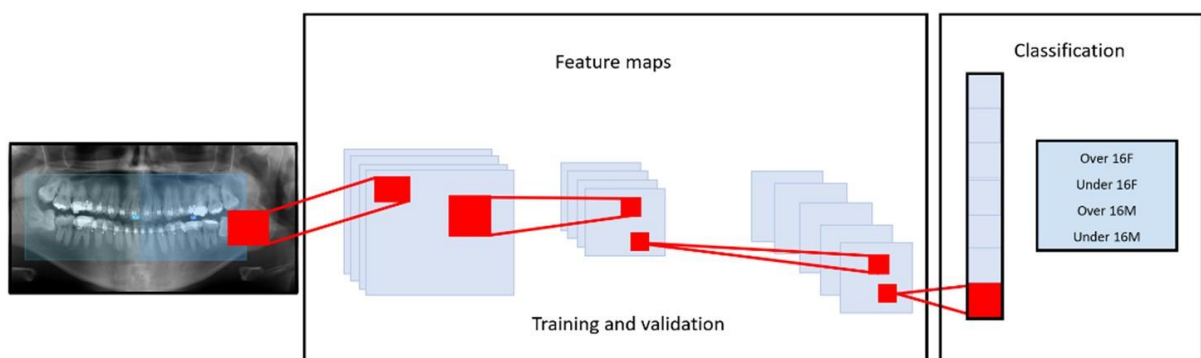 Feature maps
Training and validation
Classification
Over 16F
Under 16F
Over 16M
Under 16M